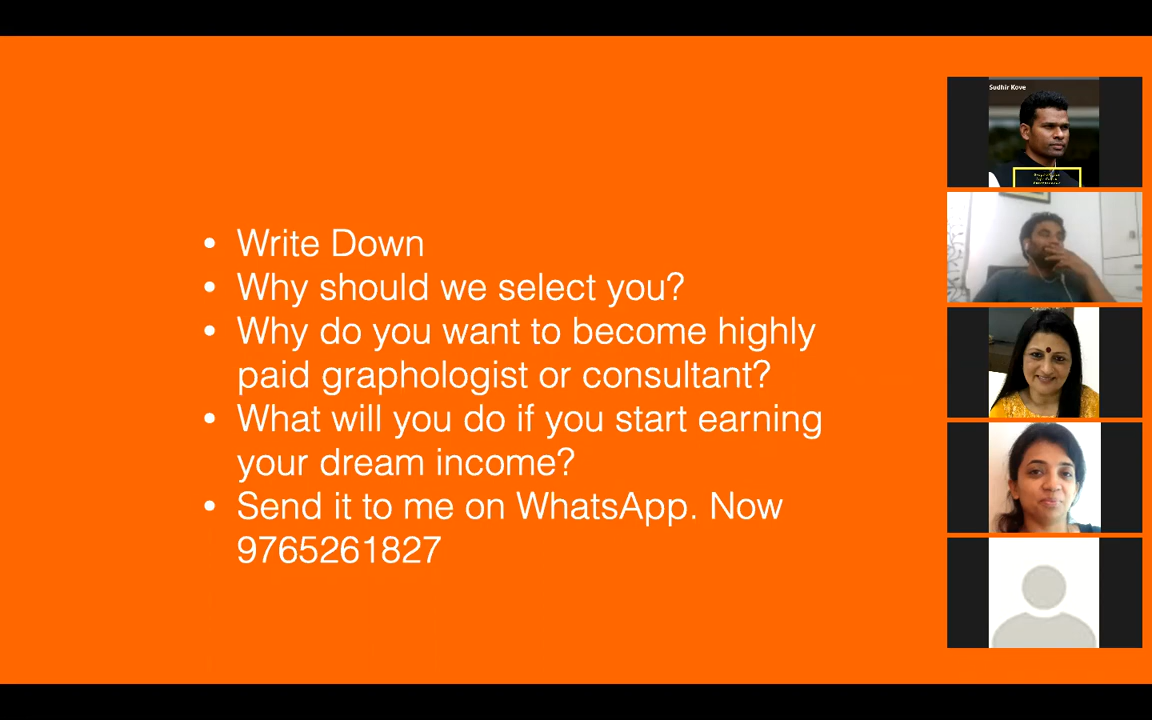 • Write Down
• Why should we select you?
• Why do you want to become highly
paid graphologist or consultant?
• What will you do if you start earning
your dream income?
• Send it to me on WhatsApp. Now
9765261827
Sudhir Kove